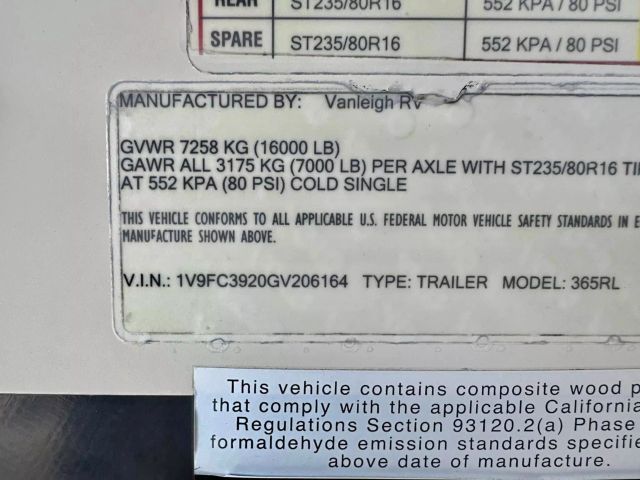 REAR ST235/80R16 552 KPA / 80 PSI
SPARE ST235/80R16 552 KPA / 80 PSI
MANUFACTURED BY: Vanleigh RV
GVWR 7258 KG (16000 LB)
GAWR ALL 3175 KG (7000 LB) PER AXLE WITH ST235/80R16 TI
AT 552 KPA (80 PSI) COLD SINGLE
THIS VEHICLE CONFORMS TO ALL APPLICABLE U.S. FEDERAL MOTOR VEHICLE SAFETY STANDARDS IN E
MANUFACTURE SHOWN ABOVE.
V.I.N.: 1V9FC3920GV206164 TYPE: TRAILER MODEL: 365RL
This vehicle contains composite wood p
that comply with the applicable California
Regulations Section 93120.2(a) Phase
formaldehyde emission standards specifie
above date of manufacture.